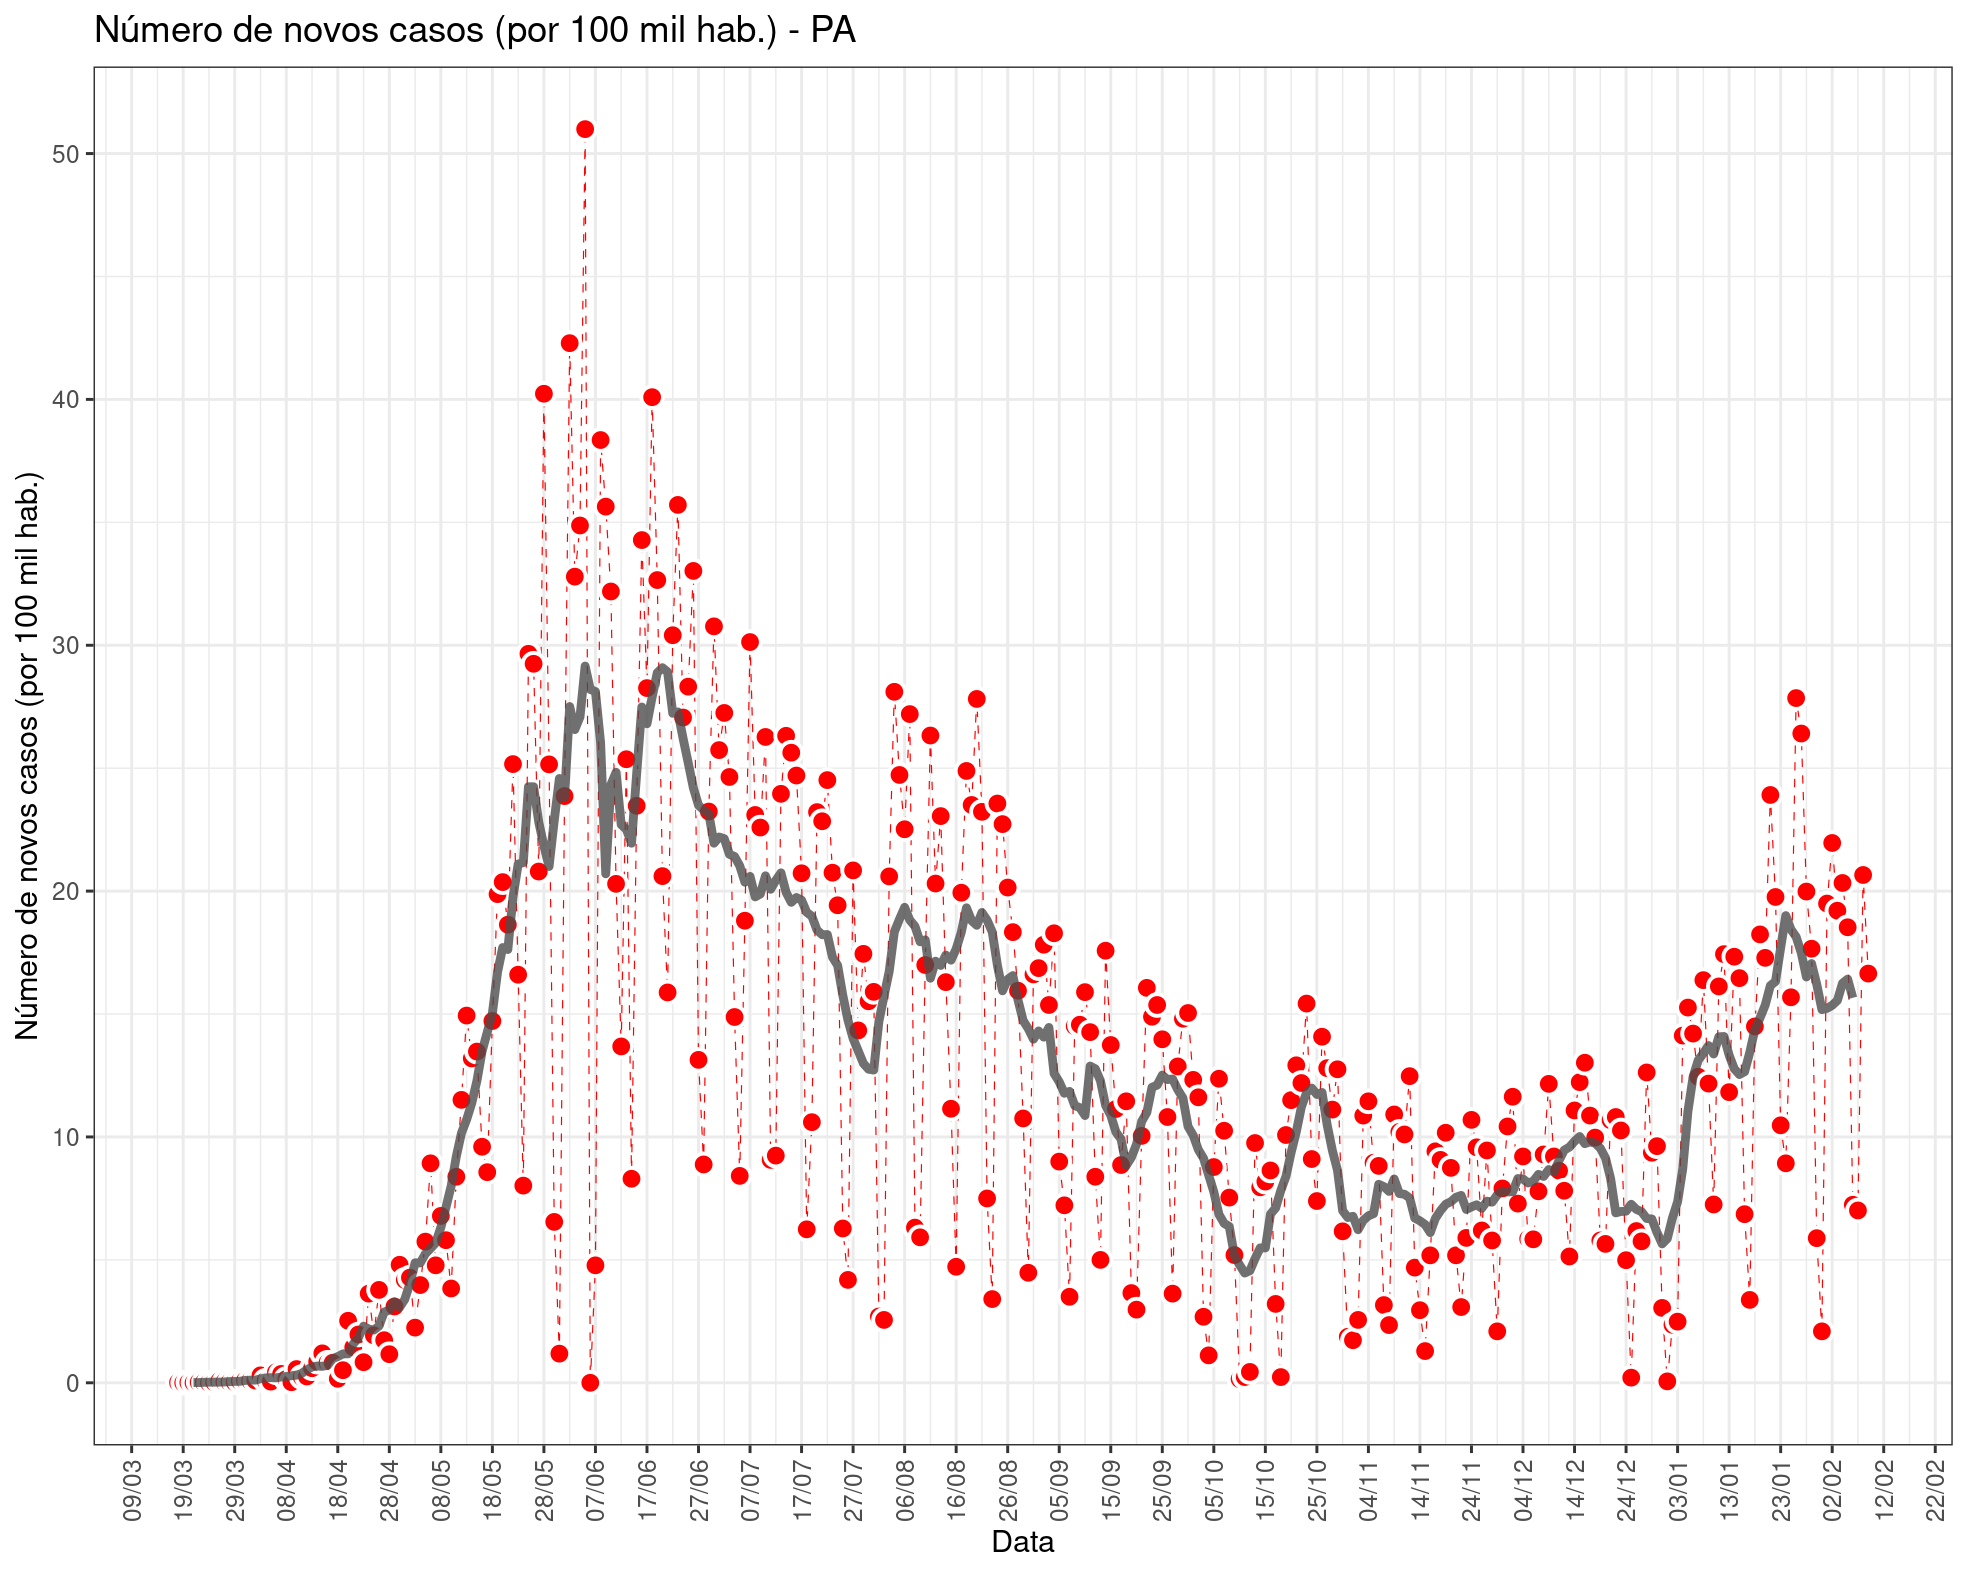 Número de novos casos (por 100 mil hab.) - PA
Número de novos casos (por 100 mil hab.)
50
40
30
20
10
0
09/03 19/03 29/03 08/04 18/04 28/04 08/05 18/05 28/05 07/06 17/06 27/06 07/07 17/07 27/07 06/08 16/08 26/08 05/09 15/09 25/09 05/10 15/10 25/10 04/11 14/11 24/11 04/12 14/12 24/12 03/01 13/01 23/01 02/02 12/02 22/02
Data